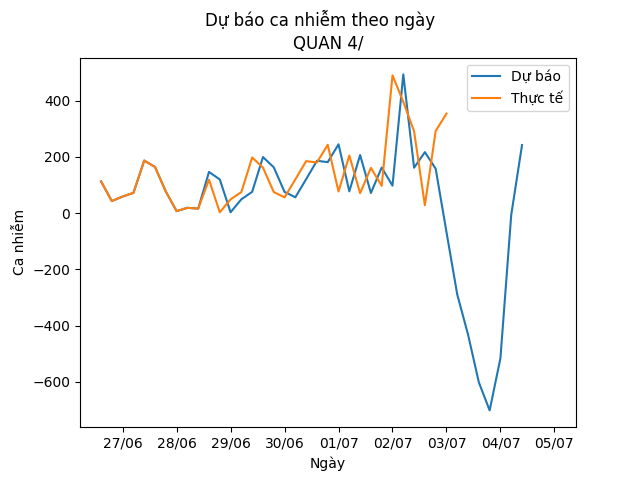 Dự báo ca nhiễm theo ngày
QUAN 4/
Dự báo
Thực tế
400
200
0
−200
−400
−600
Ca nhiễm
27/06 28/06 29/06 30/06 01/07 02/07 03/07 04/07 05/07
Ngày